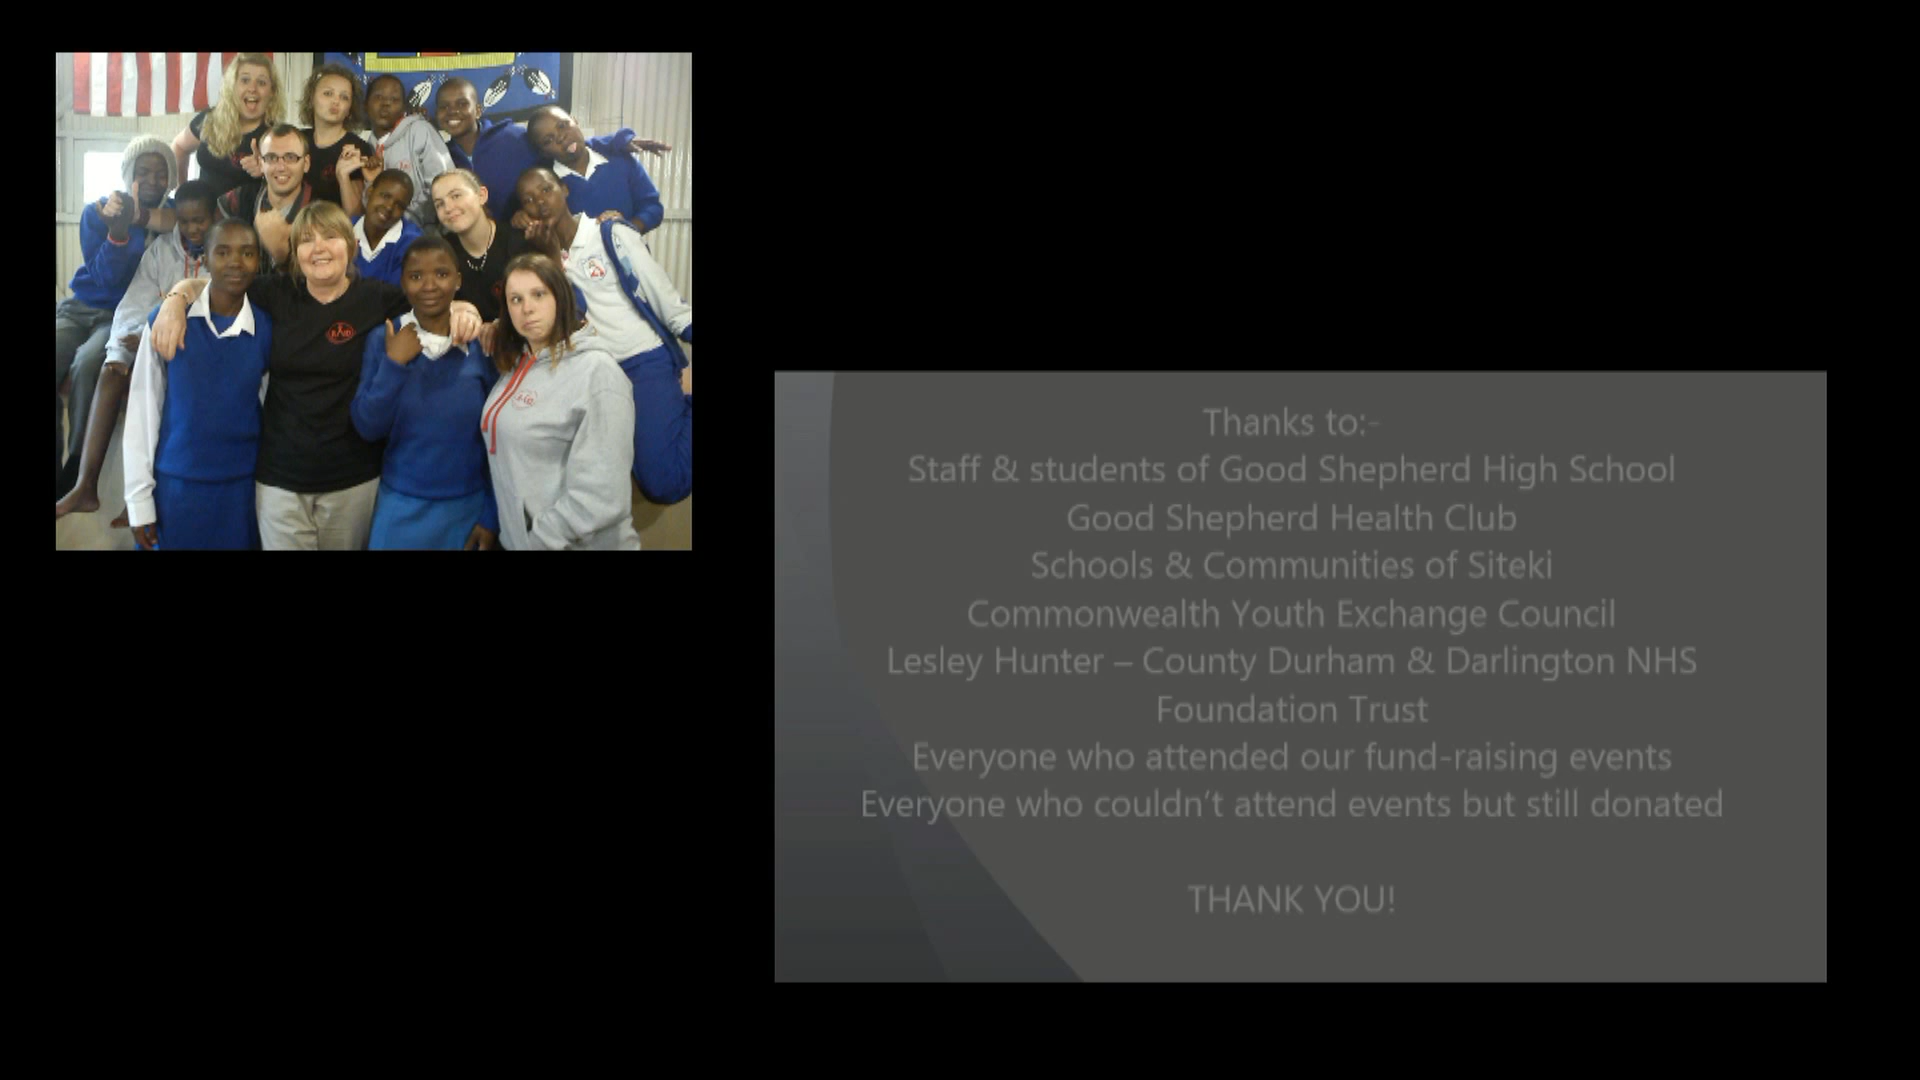 Thanks to:-
Staff & students of Good Shepherd High School
Good Shepherd Health Club
Schools & Communities of Siteki
Commonwealth Youth Exchange Council
Lesley Hunter – County Durham & Darlington NHS
Foundation Trust
Everyone who attended our fund-raising events
Everyone who couldn't attend events but still donated
THANK YOU!